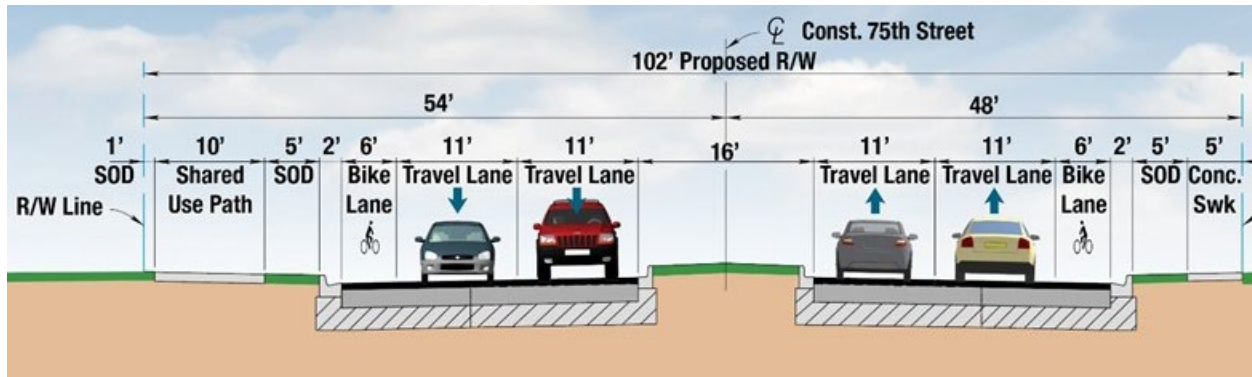 ℄ Const. 75th Street
102' Proposed R/W
54' 48'
1' 10' 5' 2' 6' 11' 11' 16' 11' 11' 6' 2' 5' 5'
SOD Shared SOD Bike Travel Lane Travel Lane Travel Lane Travel Lane Bike SOD Conc.
Use Path Lane Lane Swk
R/W Line